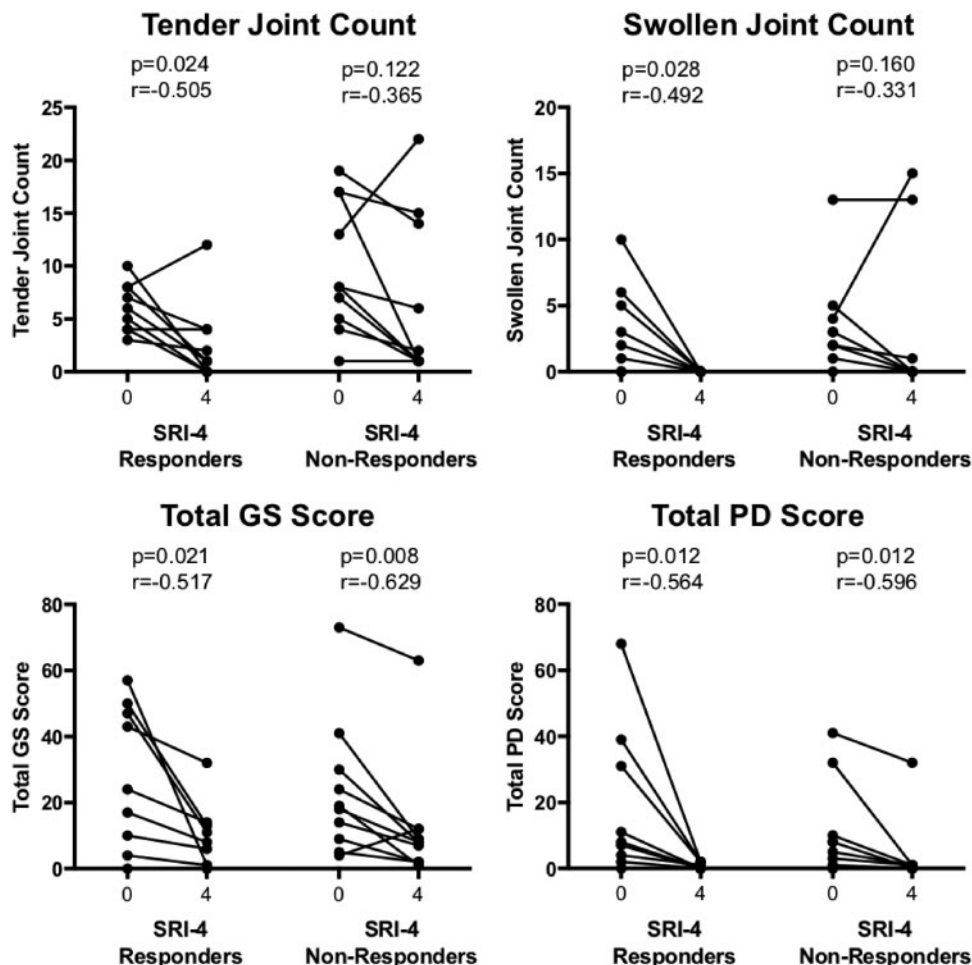 Tender Joint Count
p=0.024
r=-0.505
p=0.122
r=-0.365
Tender Joint Count
25
20
15
10
5
0
0
4
0
4
SRI-4
Responders
SRI-4
Non-Responders
Swollen Joint Count
p=0.028
r=-0.492
p=0.160
r=-0.331
Swollen Joint Count
20
15
10
5
0
0
4
0
4
SRI-4
Responders
SRI-4
Non-Responders
Total GS Score
p=0.021
r=-0.517
p=0.008
r=-0.629
Total GS Score
80
60
40
20
0
0
4
0
4
SRI-4
Responders
SRI-4
Non-Responders
Total PD Score
p=0.012
r=-0.564
p=0.012
r=-0.596
Total PD Score
80
60
40
20
0
0
4
0
4
SRI-4
Responders
SRI-4
Non-Responders